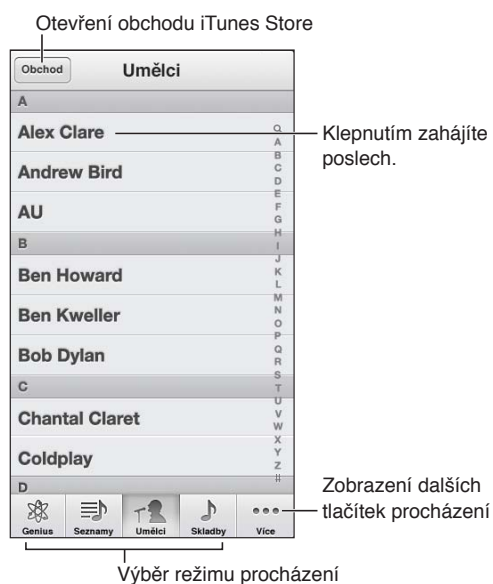 Otevření obchodu iTunes Store
Obchod
Umělci
A
Alex Clare
Andrew Bird
AU
B
Ben Howard
Ben Kweller
Bob Dylan
C
Chantal Claret
Coldplay
D
A
B
C
D
E
F
G
H
I
J
K
L
M
N
O
P
Q
R
S
T
U
V
W
X
Y
Z
#
Klepnutím zahájíte
poslech.
Zobrazení dalších
tlačítek procházení
Genius Seznamy Umělci Skladby Více
Výběr režimu procházení